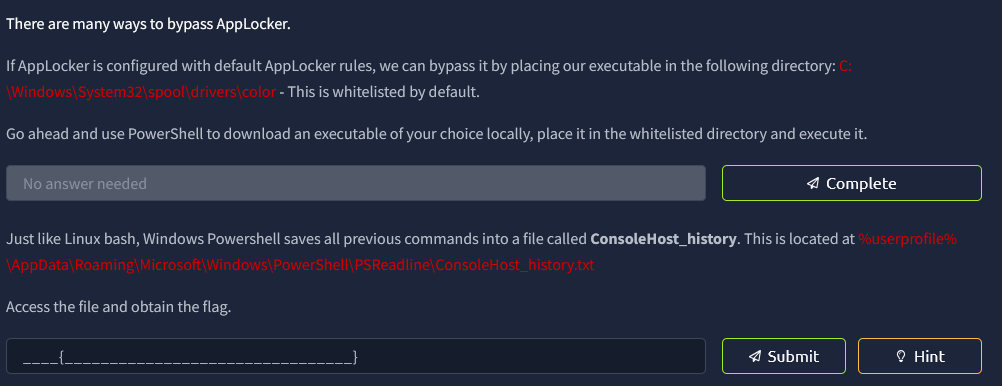 There are many ways to bypass AppLocker.
If AppLocker is configured with default AppLocker rules, we can bypass it by placing our executable in the following directory: C:
\Windows\System32\spool\drivers\color - This is whitelisted by default.
Go ahead and use PowerShell to download an executable of your choice locally, place it in the whitelisted directory and execute it.
No answer needed
Complete
Just like Linux bash, Windows Powershell saves all previous commands into a file called ConsoleHost_history. This is located at %userprofile%
\AppData\Roaming\Microsoft\Windows\PowerShell\PSReadline\ConsoleHost_history.txt
Access the file and obtain the flag.
____{________________________________}
Submit
Hint